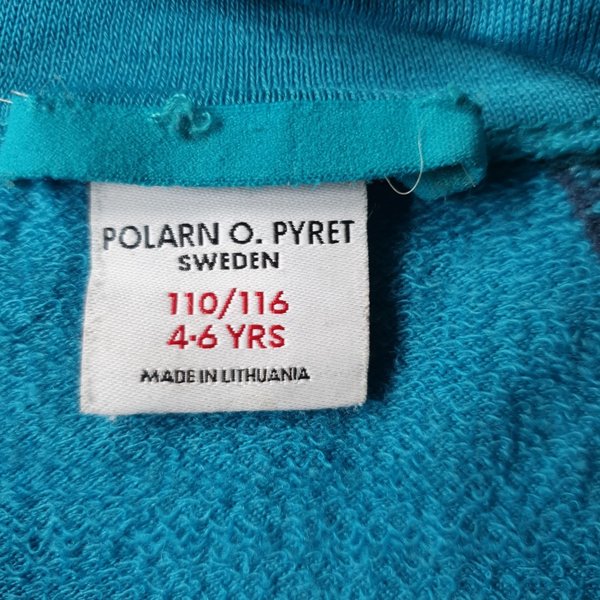 POLARN O. PYRET
SWEDEN
110/116
4-6 YRS
MADE IN LITHUANIA